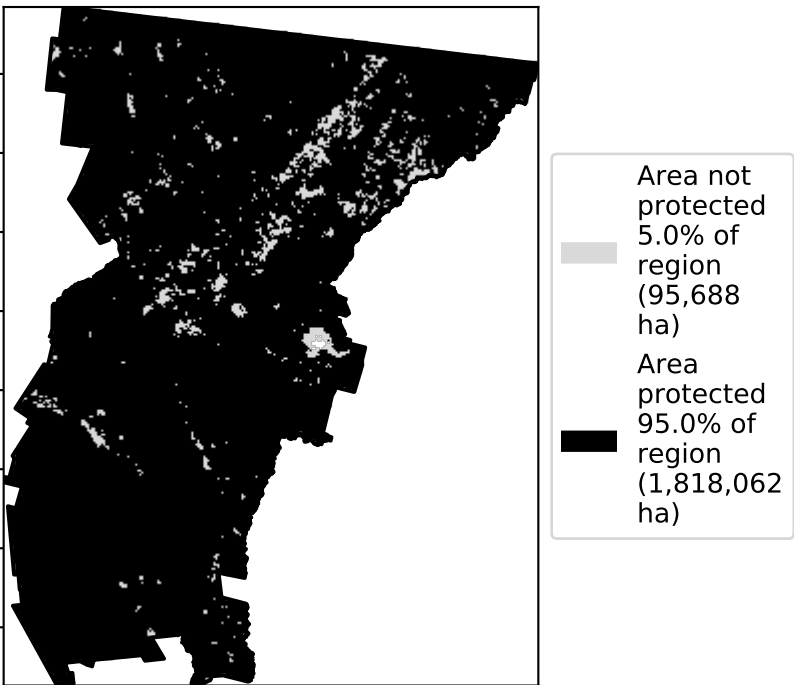 Area not
protected
5.0% of
region
(95,688
ha)
Area
protected
95.0% of
region
(1,818,062
ha)